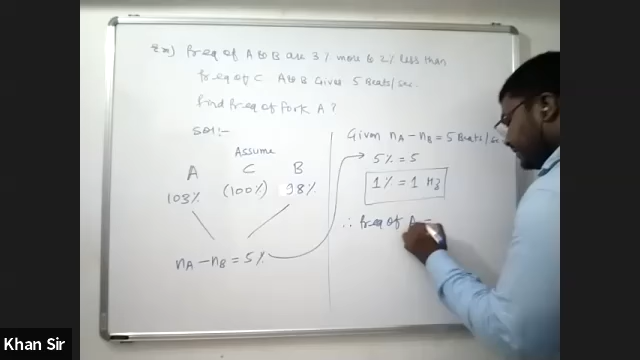 Ex) freq of A & B are 3% more & 2% less than
freq of C A & B Gives 5 Beats/sec.
Find freq of fork A?
Sol:-
Assume
A C B
103% (100%) 98%
nA - nB = 5%
Given nA - nB = 5 Beats/sec
5% = 5
1% = 1 Hz
∴ freq of A =
Khan Sir